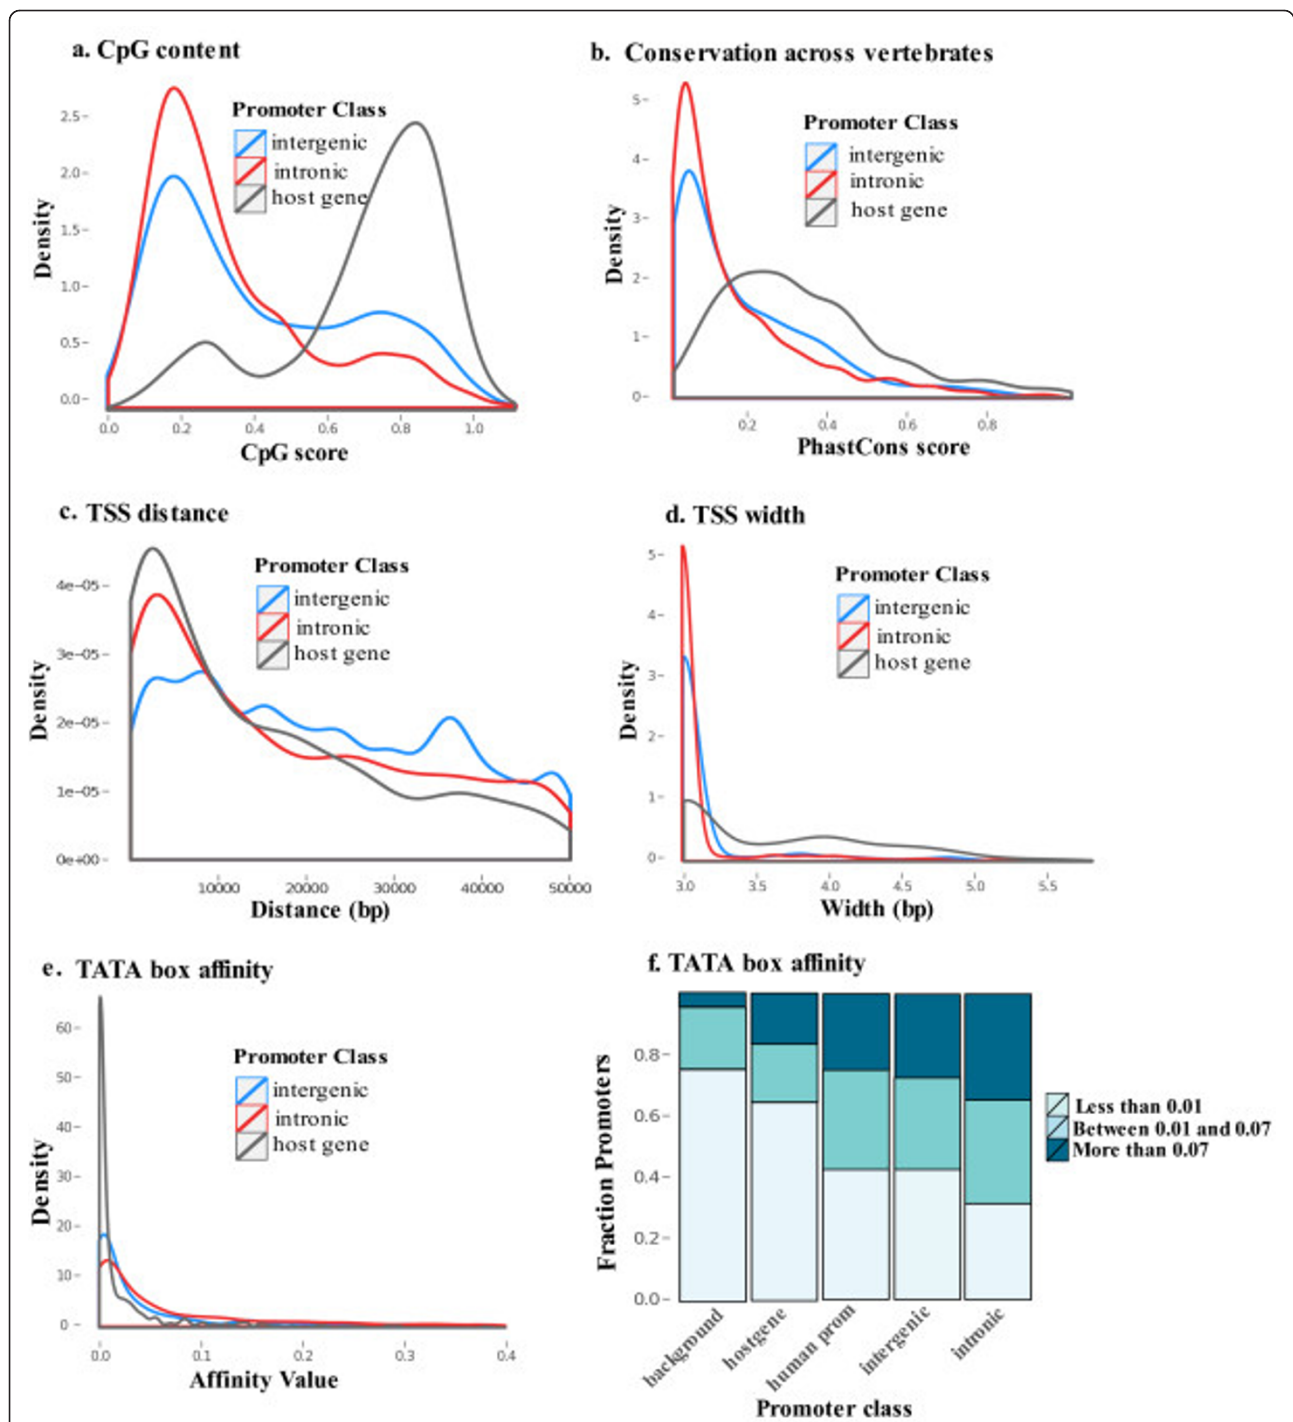 a. CpG content
Promoter Class
intergenic
intronic
host gene
2.5
2.0
1.5
1.0
0.5
0.0
Density
0.0 0.2 0.4 0.6 0.8 1.0
CpG score
b. Conservation across vertebrates
Promoter Class
intergenic
intronic
host gene
5
4
3
2
1
0
Density
0.2 0.4 0.6 0.8
PhastCons score
c. TSS distance
Promoter Class
intergenic
intronic
host gene
4e-05
3e-05
2e-05
1e-05
0e+00
Density
10000 20000 30000 40000 50000
Distance (bp)
d. TSS width
Promoter Class
intergenic
intronic
host gene
5
4
3
2
1
0
Density
3.0 3.5 4.0 4.5 5.0 5.5
Width (bp)
e. TATA box affinity
Promoter Class
intergenic
intronic
host gene
60
50
40
30
20
10
0
Density
0.0 0.1 0.2 0.3 0.4
Affinity Value
f. TATA box affinity
0.8
0.6
0.4
0.2
0.0
Fraction Promoters
Less than 0.01
Between 0.01 and 0.07
More than 0.07
background hostgene human prom intergenic intronic
Promoter class